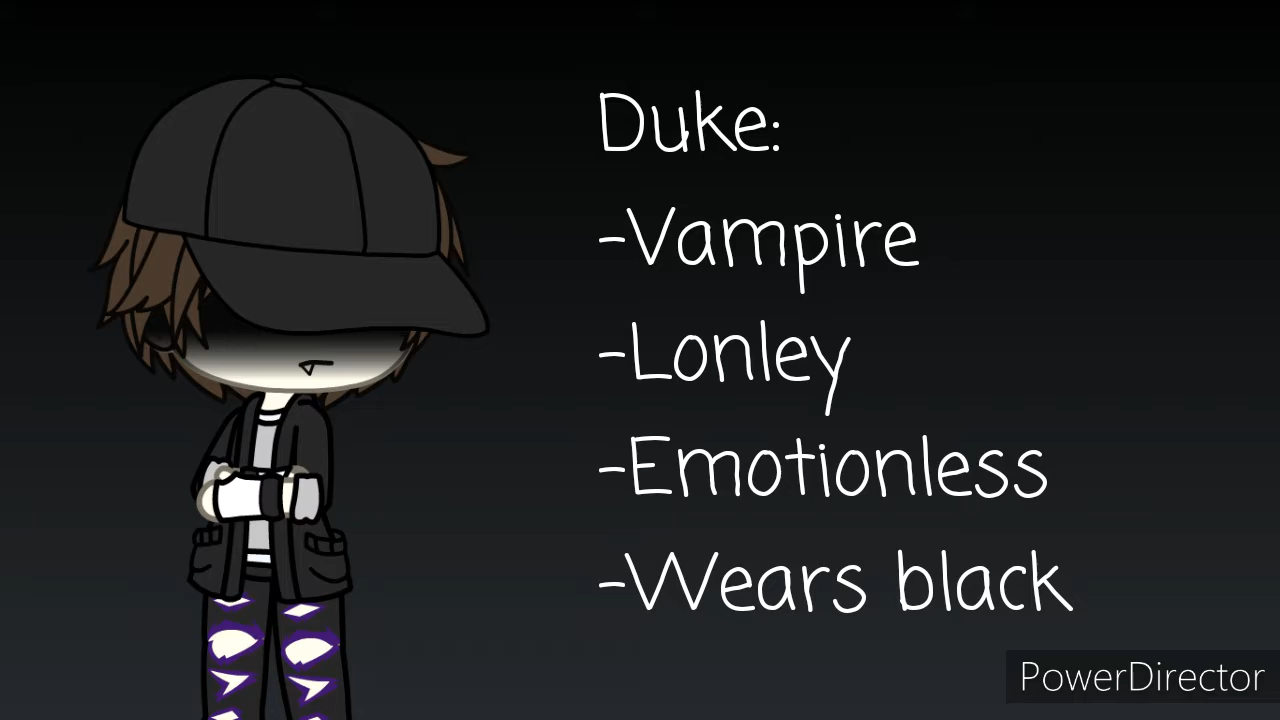 Duke:
-Vampire
-Lonley
-Emotionless
-Wears black
PowerDirector